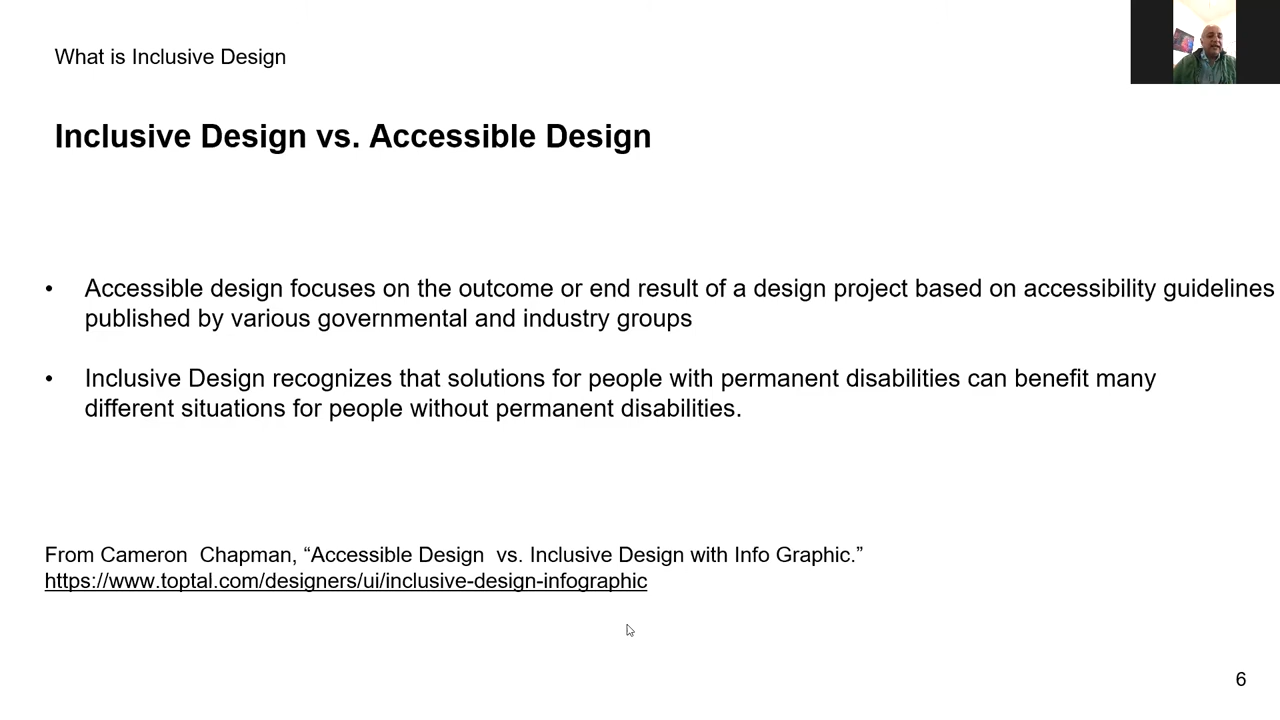 What is Inclusive Design
Inclusive Design vs. Accessible Design
• Accessible design focuses on the outcome or end result of a design project based on accessibility guidelines
published by various governmental and industry groups
• Inclusive Design recognizes that solutions for people with permanent disabilities can benefit many
different situations for people without permanent disabilities.
From Cameron  Chapman, “Accessible Design  vs. Inclusive Design with Info Graphic.”
https://www.toptal.com/designers/ui/inclusive-design-infographic
6